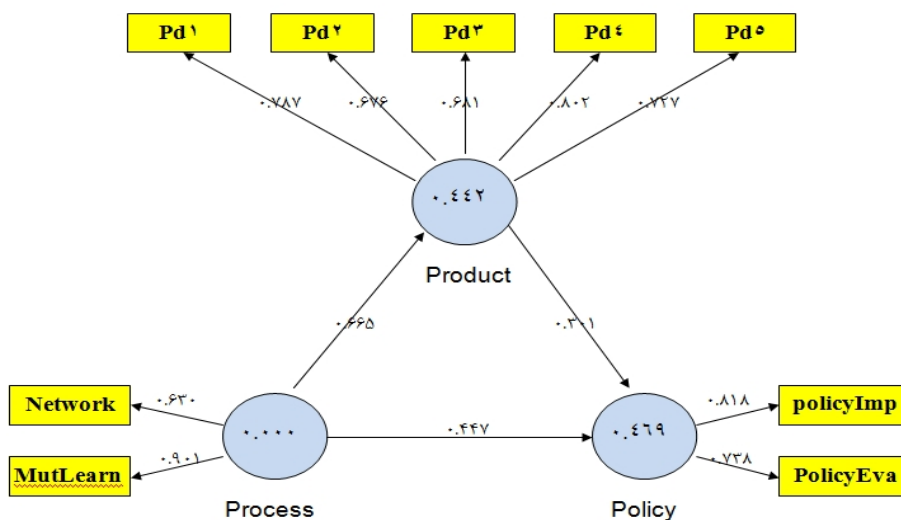 Pd۱ Pd۲ Pd۳ Pd٤ Pd٥
۰.۷۸۷ ۰.۶۷۶ ۰.۶۸۱ ۰.۸۰۲ ۰.۷۲۷
۰.٤٤۲
Product
۰.۶۶۵ ۰.۳۰۱
Network ۰.۶۳۰ ۰.۸۱۸ policyImp
۰.۰۰۰ ۰.۴۴۷ ۰.٤٦۹
MutLearn ۰.۹۰۱ ۰.۷۳۸ PolicyEva
Process Policy